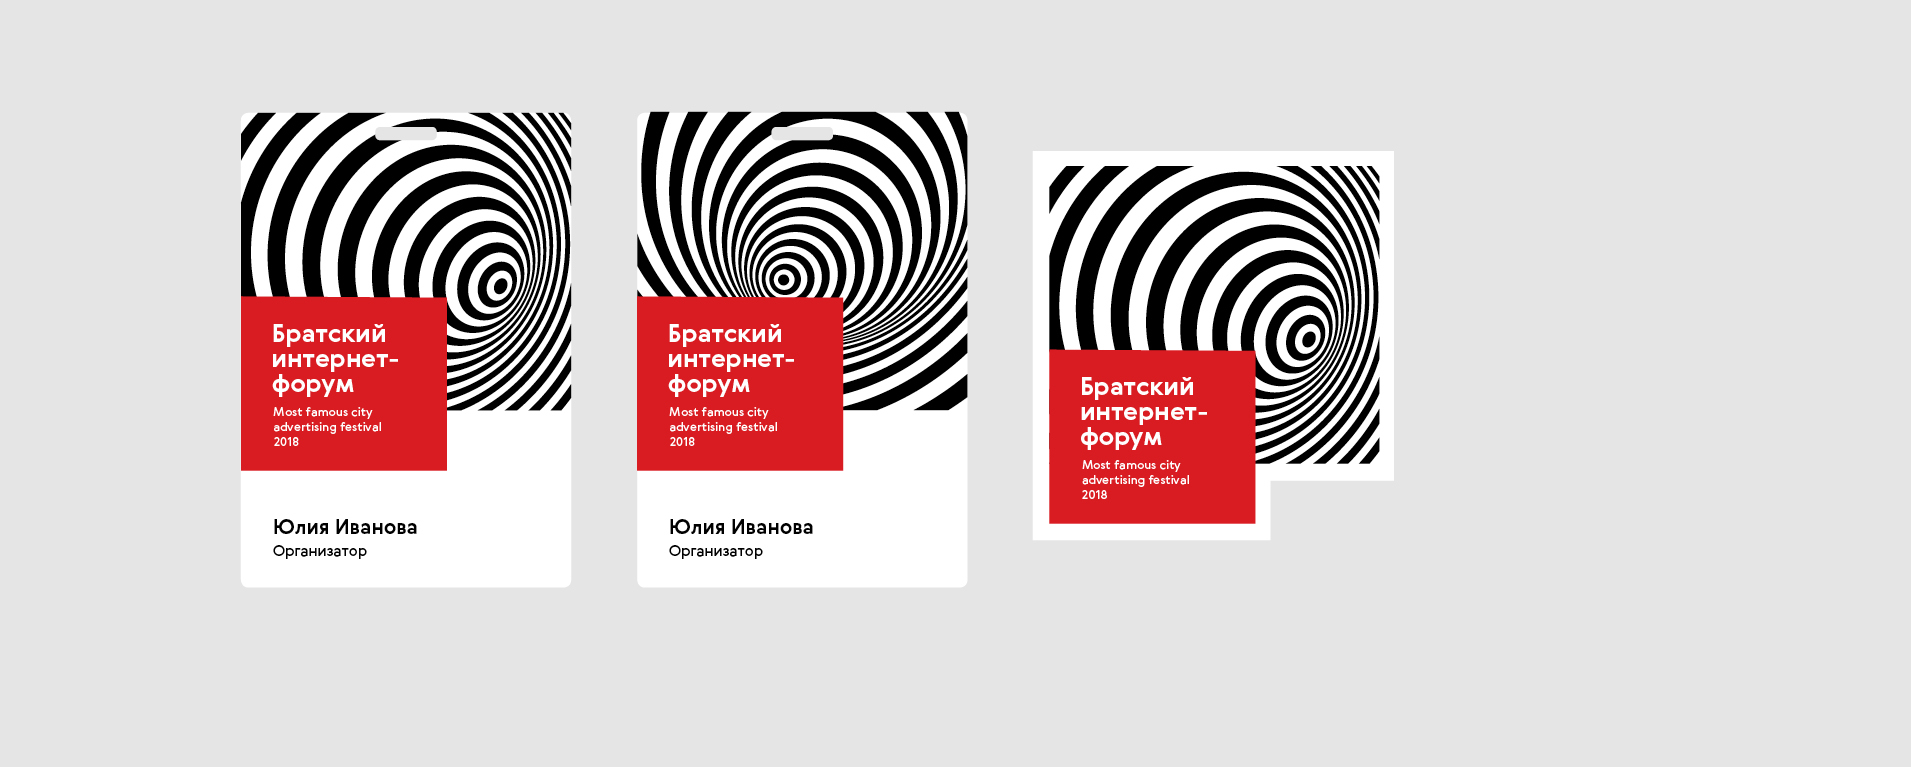 Братский
интернет-
форум
Most famous city
advertising festival
2018
Юлия Иванова
Организатор
Братский
интернет-
форум
Most famous city
advertising festival
2018
Юлия Иванова
Организатор
Братский
интернет-
форум
Most famous city
advertising festival
2018